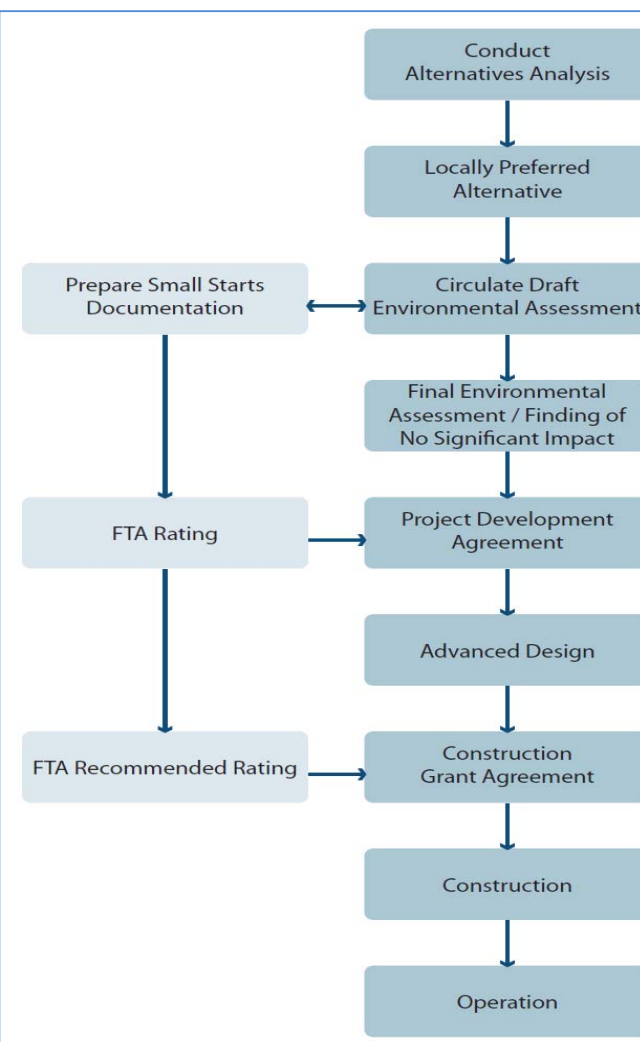 Conduct
Alternatives Analysis
Locally Preferred
Alternative
Prepare Small Starts
Documentation
Circulate Draft
Environmental Assessment
Final Environmental
Assessment / Finding of
No Significant Impact
FTA Rating
Project Development
Agreement
Advanced Design
FTA Recommended Rating
Construction
Grant Agreement
Construction
Operation